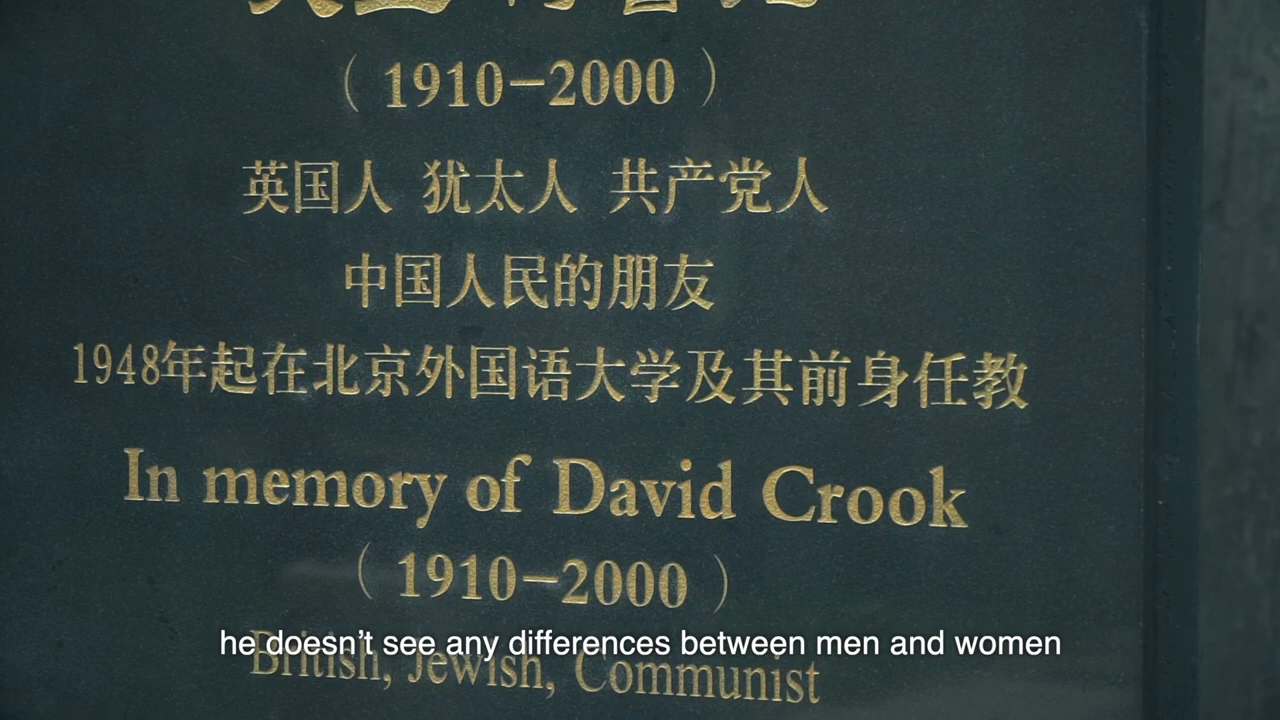 （1910－2000）
英国人 犹太人 共产党人
中国人民的朋友
1948年起在北京外国语大学及其前身任教
In memory of David Crook
（1910－2000）
he doesn't see any differences between men and women
British, Jewish, Communist